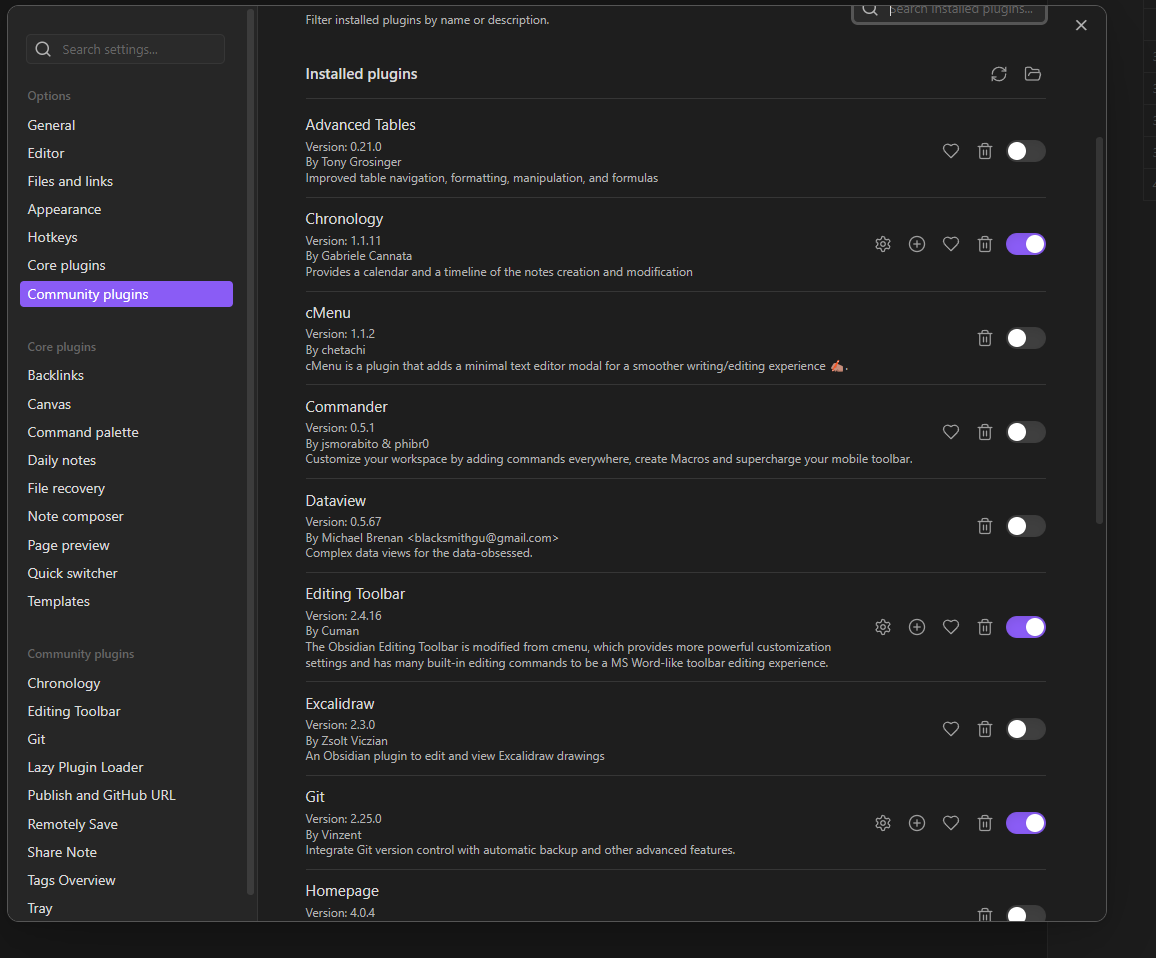 Filter installed plugins by name or description.
Search installed plugins...
Search settings...
Options
General
Editor
Files and links
Appearance
Hotkeys
Core plugins
Community plugins
Core plugins
Backlinks
Canvas
Command palette
Daily notes
File recovery
Note composer
Page preview
Quick switcher
Templates
Community plugins
Chronology
Editing Toolbar
Git
Lazy Plugin Loader
Publish and GitHub URL
Remotely Save
Share Note
Tags Overview
Tray
Installed plugins
Advanced Tables
Version: 0.21.0
By Tony Grosinger
Improved table navigation, formatting, manipulation, and formulas
Chronology
Version: 1.1.11
By Gabriele Cannata
Provides a calendar and a timeline of the notes creation and modification
cMenu
Version: 1.1.2
By chetachi
cMenu is a plugin that adds a minimal text editor modal for a smoother writing/editing experience ✍🏽.
Commander
Version: 0.5.1
By jsmorabito & phibr0
Customize your workspace by adding commands everywhere, create Macros and supercharge your mobile toolbar.
Dataview
Version: 0.5.67
By Michael Brenan <blacksmithgu@gmail.com>
Complex data views for the data-obsessed.
Editing Toolbar
Version: 2.4.16
By Cuman
The Obsidian Editing Toolbar is modified from cmenu, which provides more powerful customization
settings and has many built-in editing commands to be a MS Word-like toolbar editing experience.
Excalidraw
Version: 2.3.0
By Zsolt Viczian
An Obsidian plugin to edit and view Excalidraw drawings
Git
Version: 2.25.0
By Vinzent
Integrate Git version control with automatic backup and other advanced features.
Homepage
Version: 4.0.4